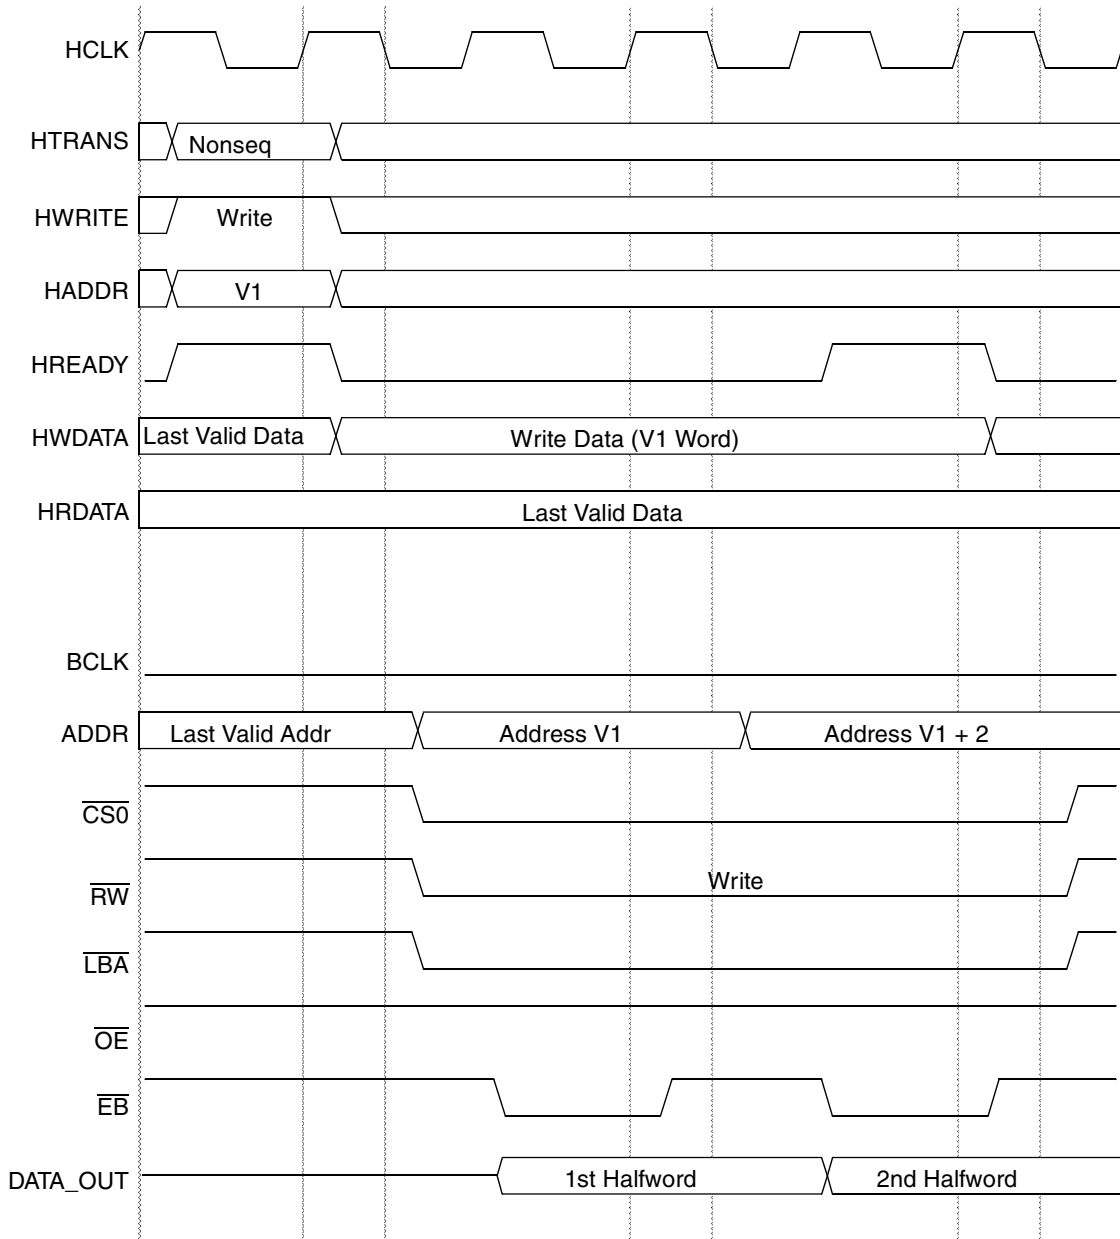 HCLK
HTRANS Nonseq
HWRITE Write
HADDR V1
HREADY
HWDATA Last Valid Data Write Data (V1 Word)
HRDATA Last Valid Data
BCLK
ADDR Last Valid Addr Address V1 Address V1 + 2
CS0
RW Write
LBA
OE
EB
DATA_OUT 1st Halfword 2nd Halfword